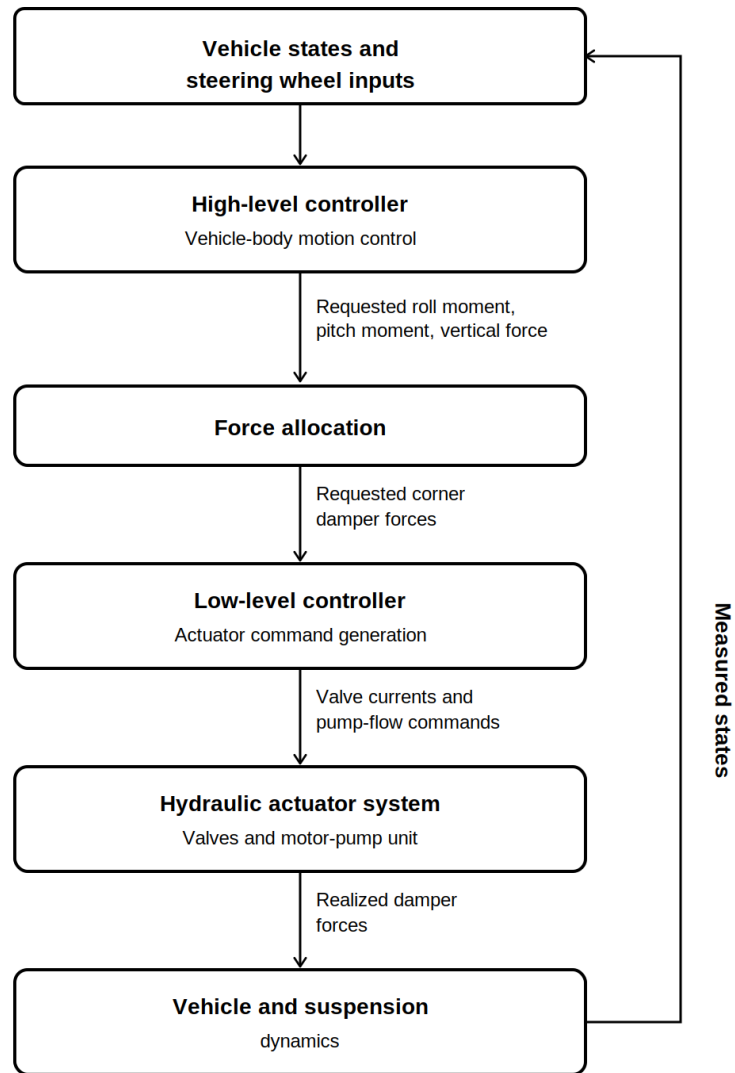 Vehicle states and
steering wheel inputs
High-level controller
Vehicle-body motion control
Requested roll moment,
pitch moment, vertical force
Force allocation
Requested corner
damper forces
Low-level controller
Actuator command generation
Valve currents and
pump-flow commands
Hydraulic actuator system
Valves and motor-pump unit
Realized damper
forces
Vehicle and suspension
dynamics
Measured states